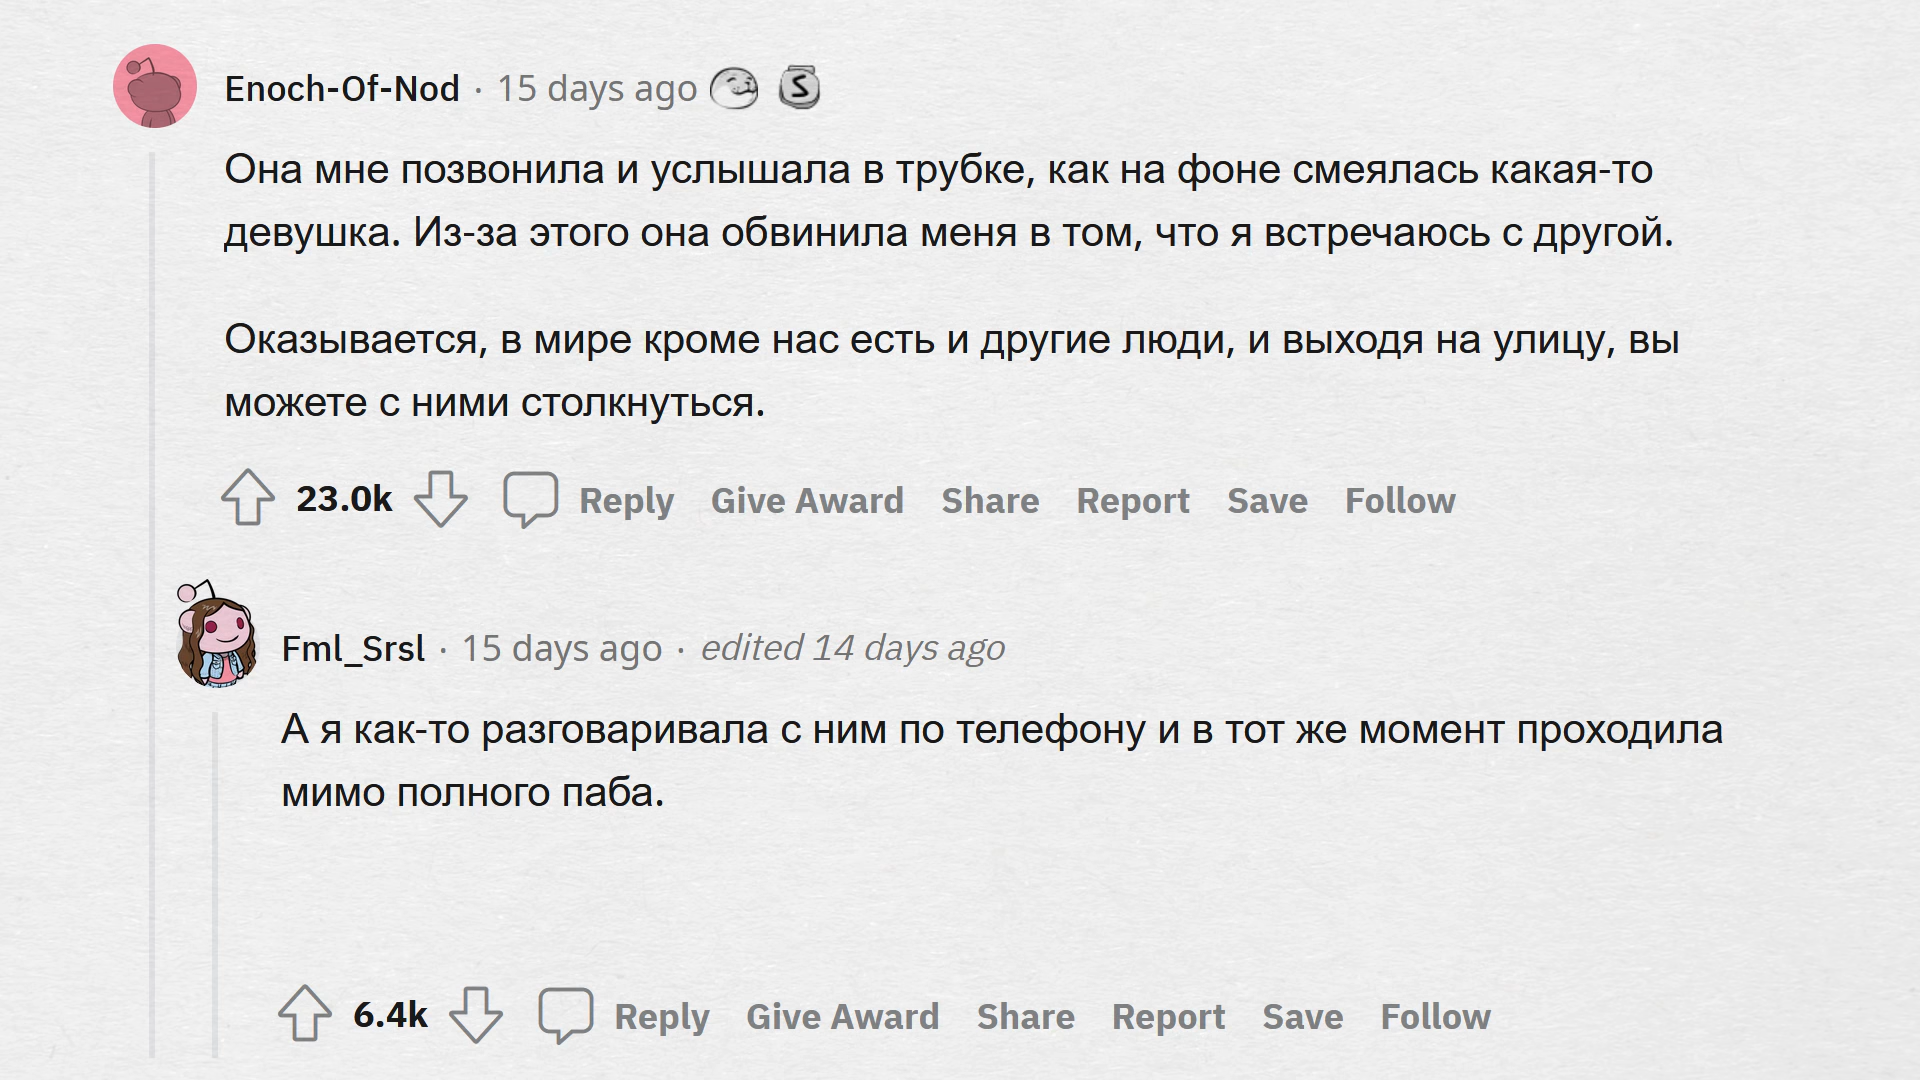 Enoch-Of-Nod · 15 days ago
Она мне позвонила и услышала в трубке, как на фоне смеялась какая-то
девушка. Из-за этого она обвинила меня в том, что я встречаюсь с другой.
Оказывается, в мире кроме нас есть и другие люди, и выходя на улицу, вы
можете с ними столкнуться.
23.0k Reply Give Award Share Report Save Follow
Fml_Srsl · 15 days ago · edited 14 days ago
А я как-то разговаривала с ним по телефону и в тот же момент проходила
мимо полного паба.
6.4k Reply Give Award Share Report Save Follow